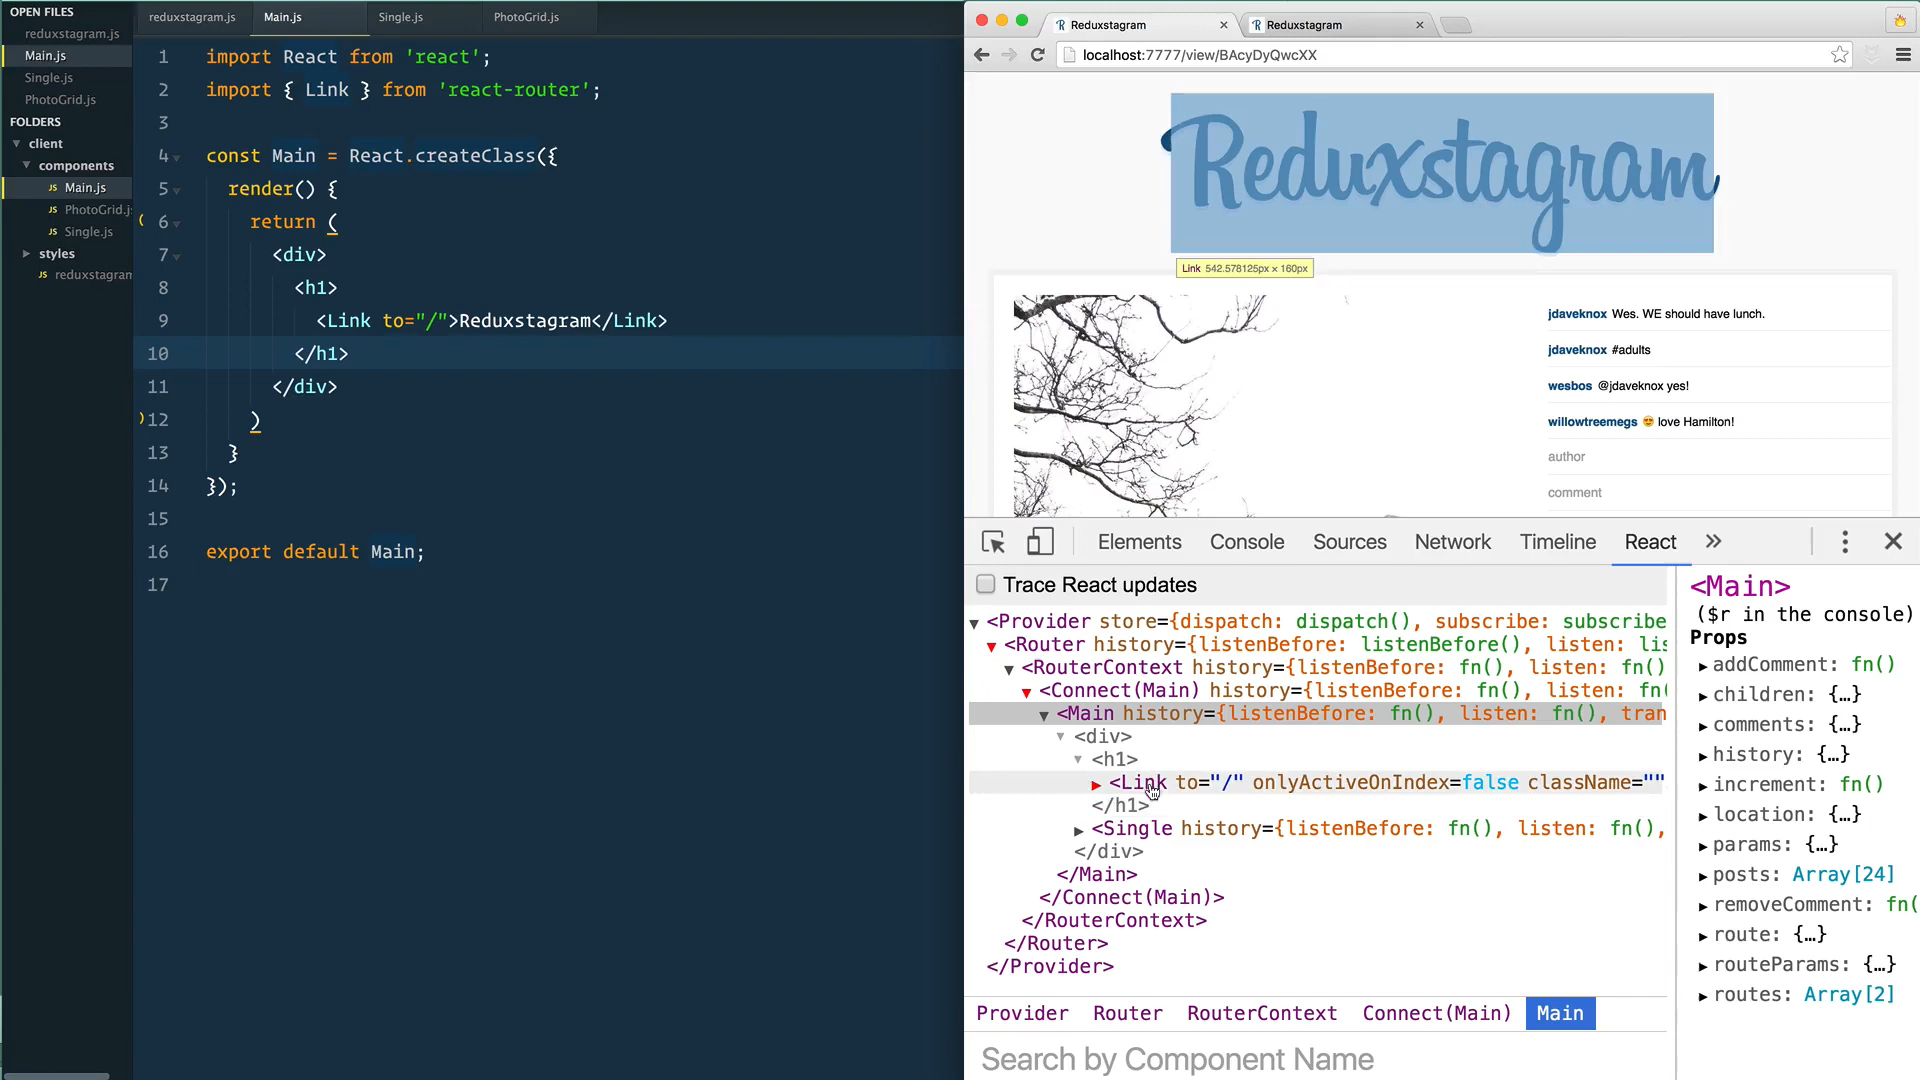 OPEN FILES
reduxstagram.js
Main.js
Single.js
PhotoGrid.js
FOLDERS
client
components
JS Main.js
JS PhotoGrid.j
JS Single.js
styles
JS reduxstagram
reduxstagram.js
Main.js
Single.js
PhotoGrid.js
1 import React from 'react';
2 import { Link } from 'react-router';
3
4 const Main = React.createClass({
5 render() {
6 return (
7 <div>
8 <h1>
9 <Link to="/">Reduxstagram</Link>
10 </h1>
11 </div>
12 )
13 }
14 });
15
16 export default Main;
17
R Reduxstagram
R Reduxstagram
localhost:7777/view/BAcyDyQwcXX
Reduxstagram
Link 542.578125px × 160px
jdaveknox Wes. WE should have lunch.
jdaveknox #adults
wesbos @jdaveknox yes!
willowtreemegs 😍 love Hamilton!
author
comment
Elements Console Sources Network Timeline React »
Trace React updates
<Provider store={dispatch: dispatch(), subscribe: subscribe
<Router history={listenBefore: listenBefore(), listen: lis
<RouterContext history={listenBefore: fn(), listen: fn()
<Connect(Main) history={listenBefore: fn(), listen: fn(
<Main history={listenBefore: fn(), listen: fn(), tran
<div>
<h1>
<Link to="/" onlyActiveOnIndex=false className=""
</h1>
<Single history={listenBefore: fn(), listen: fn(),
</div>
</Main>
</Connect(Main)>
</RouterContext>
</Router>
</Provider>
Provider Router RouterContext Connect(Main) Main
Search by Component Name
<Main>
($r in the console)
Props
addComment: fn()
children: {…}
comments: {…}
history: {…}
increment: fn()
location: {…}
params: {…}
posts: Array[24]
removeComment: fn(
route: {…}
routeParams: {…}
routes: Array[2]